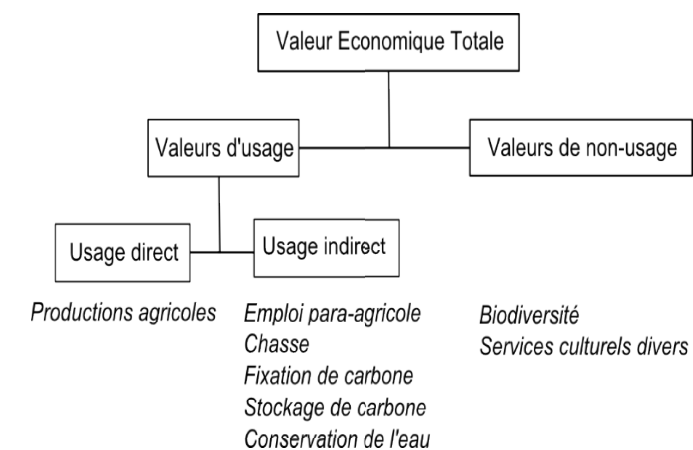 Valeur Economique Totale
Valeurs d'usage
Valeurs de non-usage
Usage direct
Usage indirect
Productions agricoles
Emploi para-agricole
Chasse
Fixation de carbone
Stockage de carbone
Conservation de l'eau
Biodiversité
Services culturels divers